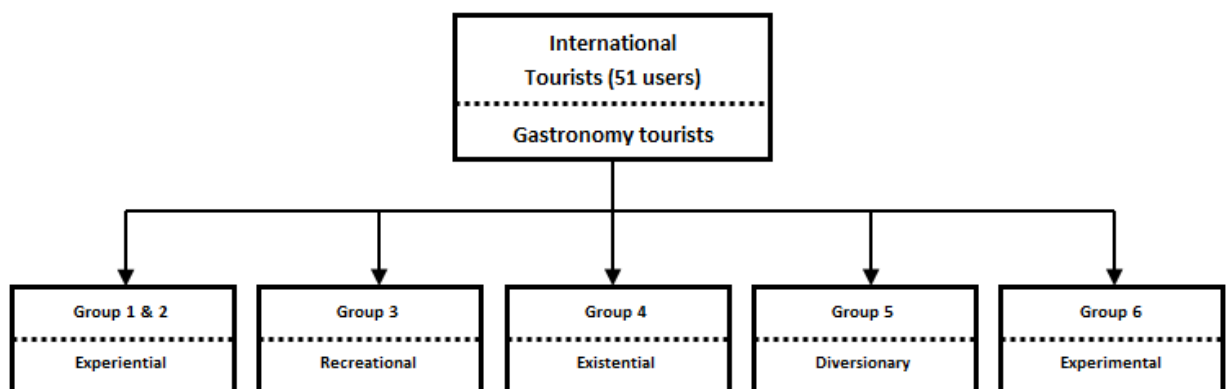 International
Tourists (51 users)
Gastronomy tourists
Group 1 & 2
Experiential
Group 3
Recreational
Group 4
Existential
Group 5
Diversionary
Group 6
Experimental